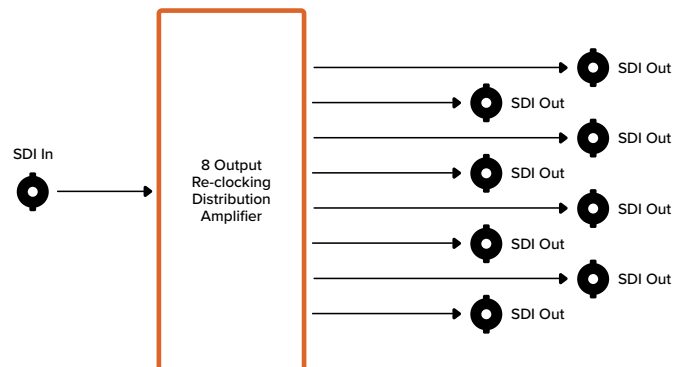 SDI In
8 Output
Re-clocking
Distribution
Amplifier
SDI Out
SDI Out
SDI Out
SDI Out
SDI Out
SDI Out
SDI Out
SDI Out